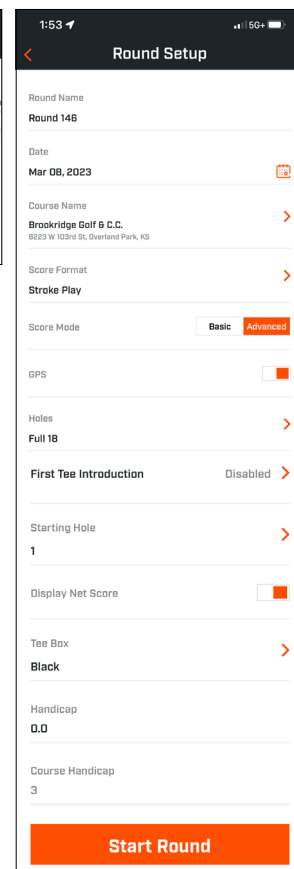 1:53
5G+
Round Setup
Round Name
Round 146
Date
Mar 08, 2023
Course Name
Brookridge Golf & C.C.
8223 W 103rd St, Overland Park, KS
Score Format
Stroke Play
Score Mode
Basic Advanced
GPS
Holes
Full 18
First Tee Introduction Disabled
Starting Hole
1
Display Net Score
Tee Box
Black
Handicap
0.0
Course Handicap
3
Start Round